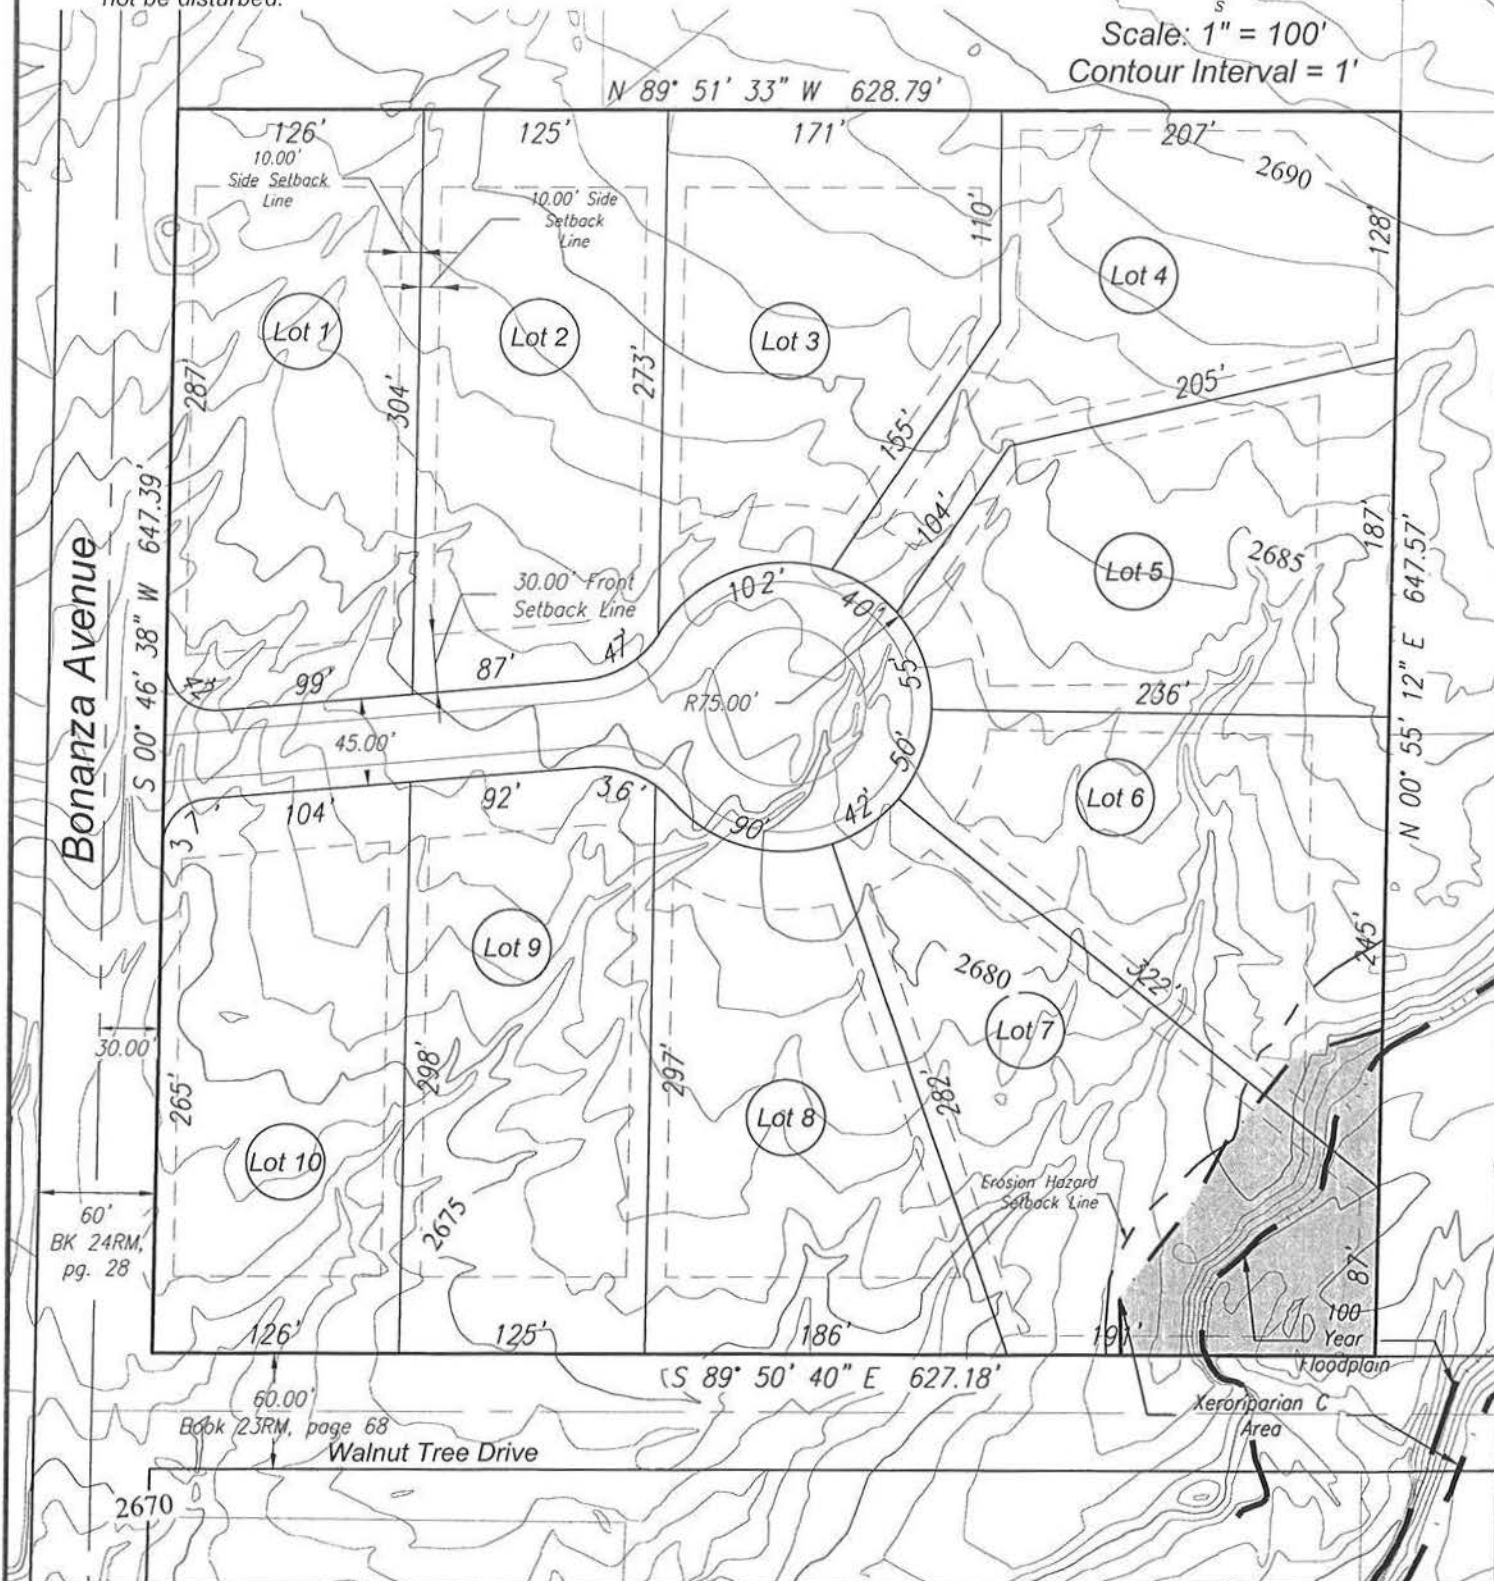 not be disturbed.
S
Scale: 1" = 100'
Contour Interval = 1'
N 89° 51' 33" W 628.79'
126'
125'
171'
207'
10.00'
Side Setback
Line
10.00' Side
Setback
Line
2690
110'
128'
Lot 1
Lot 2
Lot 3
Lot 4
287'
304'
273'
205'
155'
104'
Bonanza Avenue
S 00° 46' 38" W 647.39'
Lot 5
2685
187'
N 00° 55' 12" E 647.57'
30.00' Front
Setback Line
102'
40'
47'
55'
99'
87'
R75.00'
236'
45.00'
50'
104'
92'
36'
90'
42'
37'
Lot 6
Lot 9
2680
322'
245'
Lot 7
30.00'
265'
298'
297'
282'
Lot 8
Lot 10
Erosion Hazard
Setback Line
60'
BK 24RM,
pg. 28
2675
87'
100
Year
Floodplain
126'
125'
186'
191'
S 89° 50' 40" E 627.18'
60.00'
Book 23RM, page 68
Walnut Tree Drive
Xeroriparian C
Area
2670